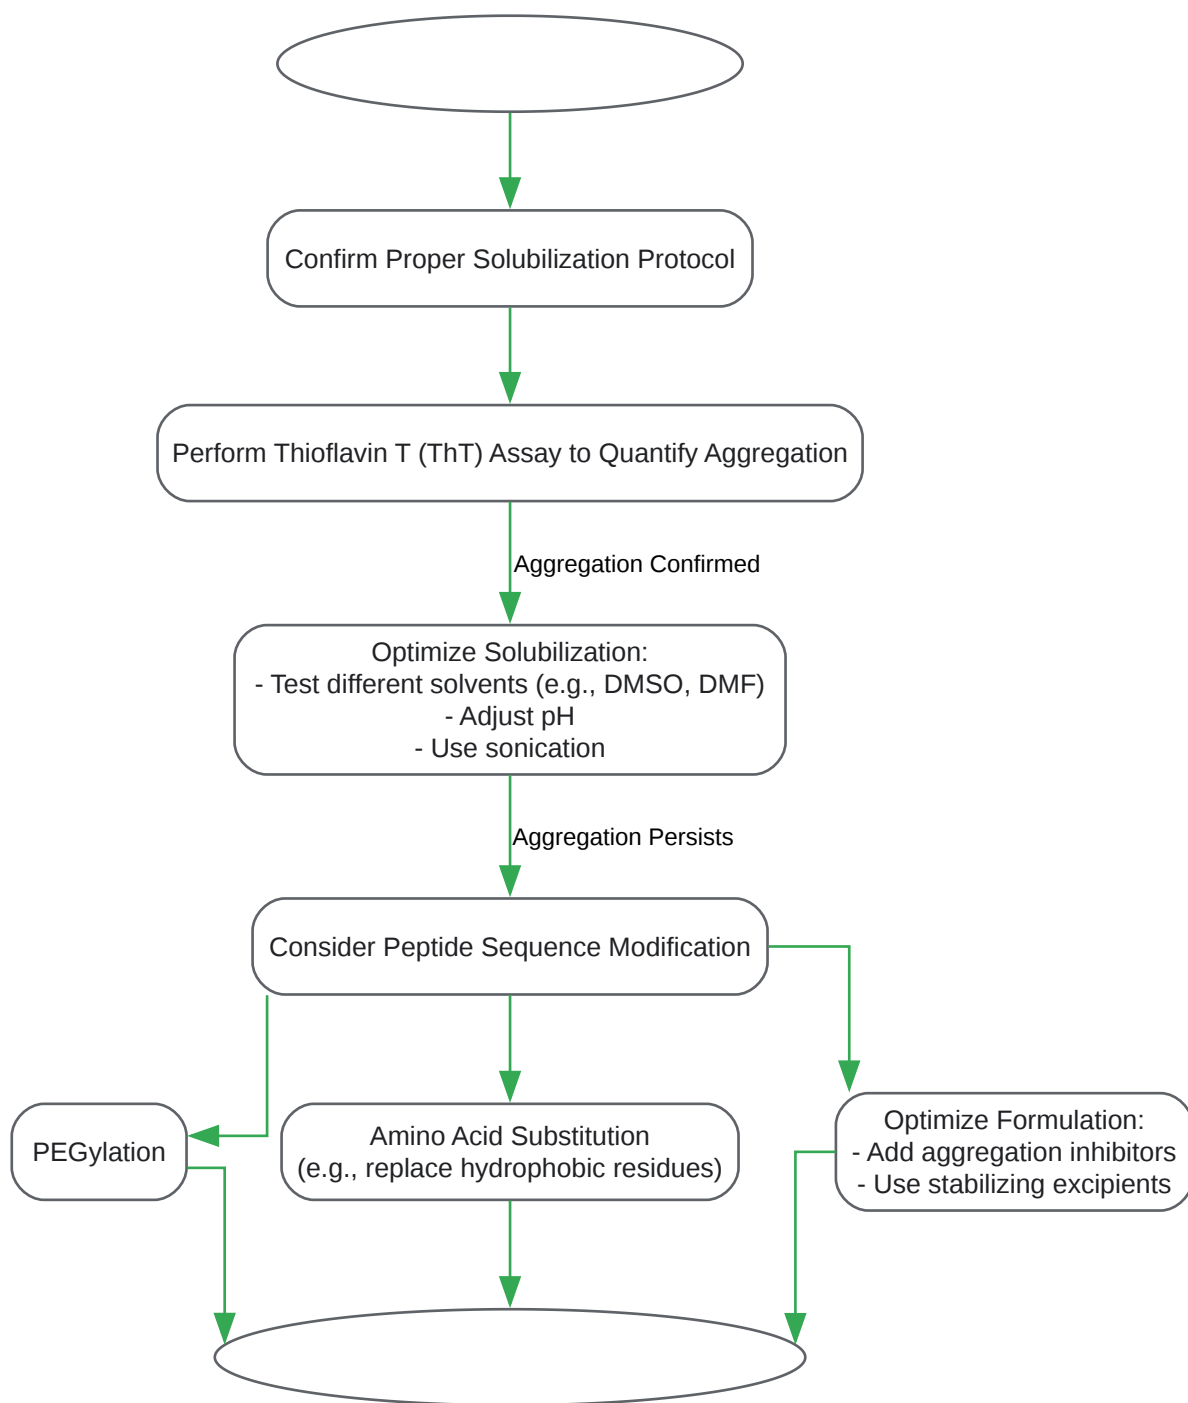 Confirm Proper Solubilization Protocol
Perform Thioflavin T (ThT) Assay to Quantify Aggregation
Aggregation Confirmed
Optimize Solubilization:
- Test different solvents (e.g., DMSO, DMF)
- Adjust pH
- Use sonication
Aggregation Persists
Consider Peptide Sequence Modification
PEGylation
Amino Acid Substitution
(e.g., replace hydrophobic residues)
Optimize Formulation:
- Add aggregation inhibitors
- Use stabilizing excipients